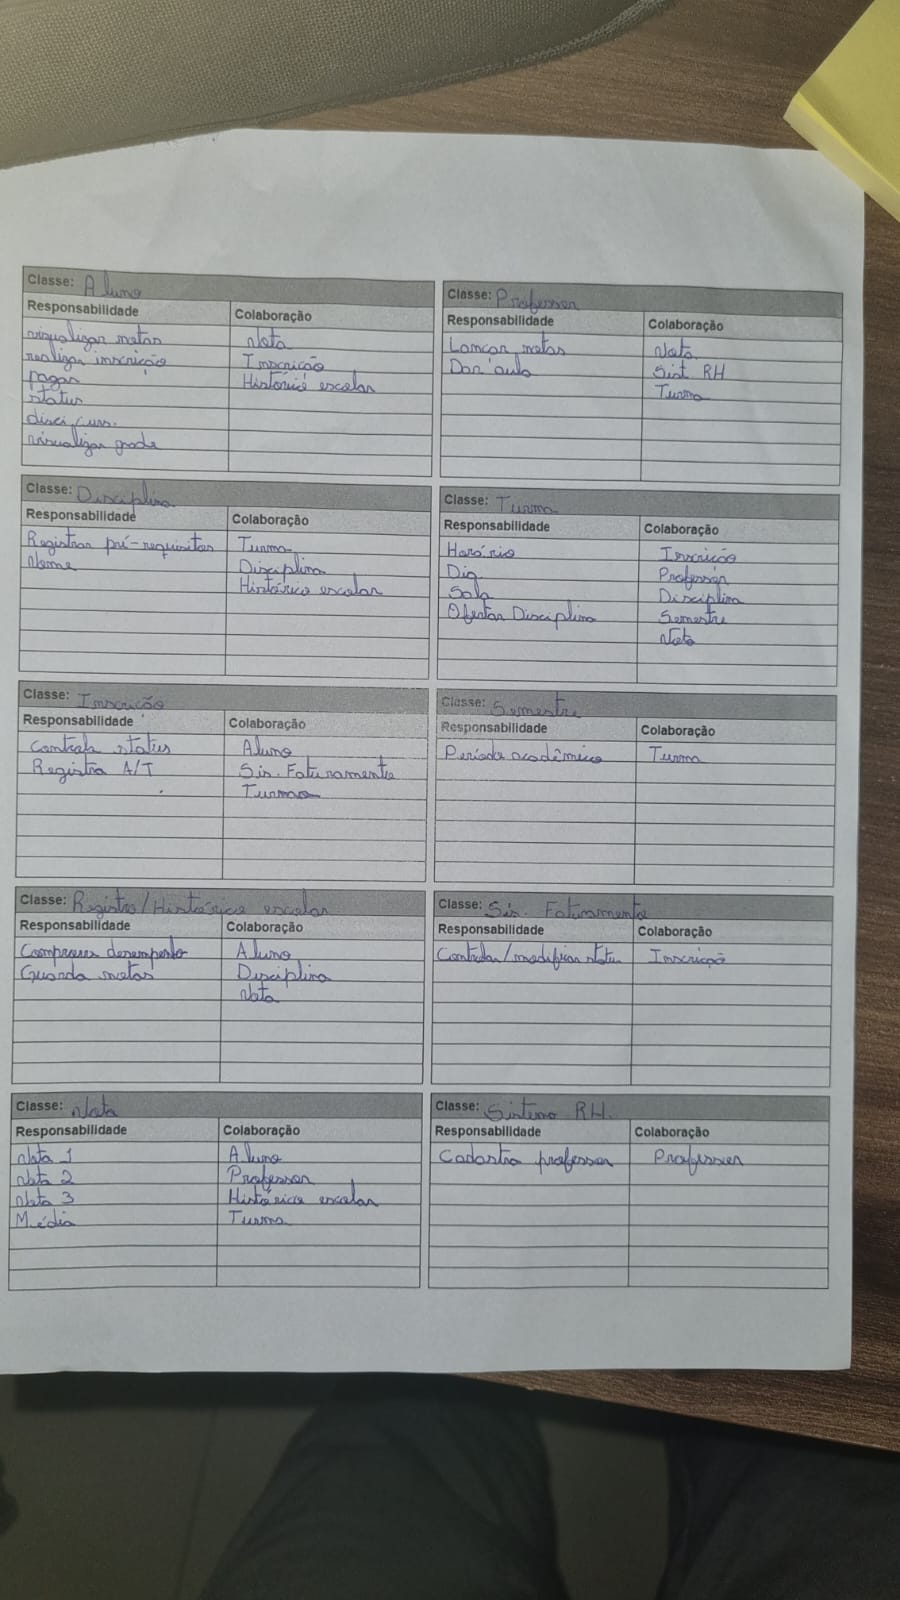 Classe: Aluno
Responsabilidade Colaboração
visualizar notas Nota
realizar inscrição Inscrição
pagar Histórico escolar
status
disci. curs.
visualizar grade
Classe: Professor
Responsabilidade Colaboração
Lançar notas Nota
Dar aula Sist. RH
Turma
Classe: Disciplina
Responsabilidade Colaboração
Registrar pré-requisitos Turma
Nome Disciplina
Histórico escolar
Classe: Turma
Responsabilidade Colaboração
Horário Inscrição
Dia Professor
Sala Disciplina
Ofertar Disciplina Semestre
Nota
Classe: Inscrição
Responsabilidade Colaboração
Controla status Aluno
Registra A/T Sis. Faturamento
Turma
Classe: Semestre
Responsabilidade Colaboração
Período acadêmico Turma
Classe: Registro/Histórico escolar
Responsabilidade Colaboração
desempenho Aluno
Guarda notas Disciplina
Nota
Classe: Sis. Faturamento
Responsabilidade Colaboração
Controlar/modificar status Inscrição
Classe: Nota
Responsabilidade Colaboração
Nota 1 Aluno
Nota 2 Professor
Nota 3 Histórico escolar
Média Turma
Classe: Sistema RH.
Responsabilidade Colaboração
Cadastra professor Professor